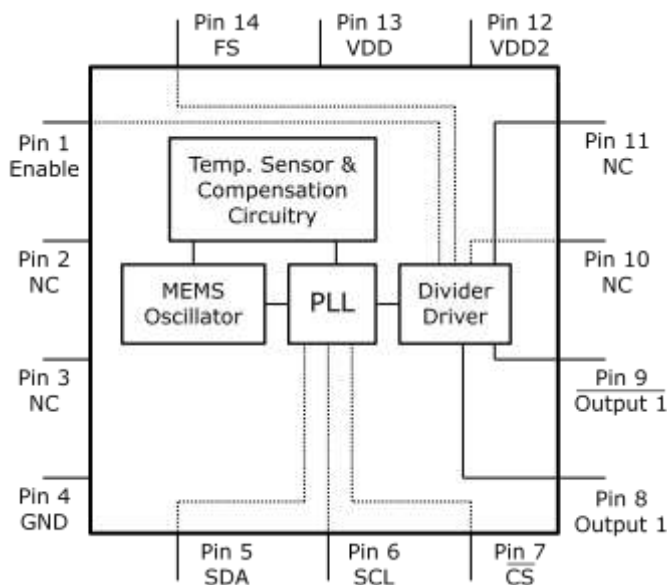 Pin 14
FS
Pin 13
VDD
Pin 12
VDD2
Pin 1
Enable
Pin 11
NC
Temp. Sensor &
Compensation
Circuitry
Pin 2
NC
Pin 10
NC
MEMS
Oscillator
PLL
Divider
Driver
Pin 3
NC
Pin 9
Output 1
Pin 4
GND
Pin 8
Output 1
Pin 5
SDA
Pin 6
SCL
Pin 7
CS